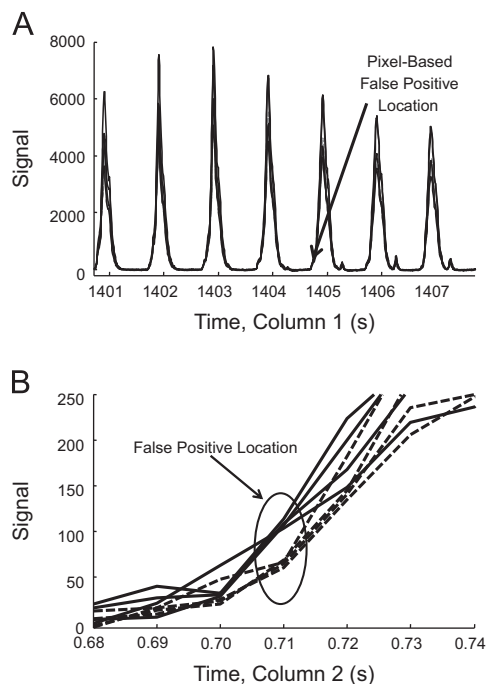 A
8000
6000
4000
2000
0
Signal
Pixel-Based
False Positive
Location
1401 1402 1403 1404 1405 1406 1407
Time, Column 1 (s)
B
250
200
150
100
50
0
Signal
False Positive Location
0.68 0.69 0.70 0.71 0.72 0.73 0.74
Time, Column 2 (s)